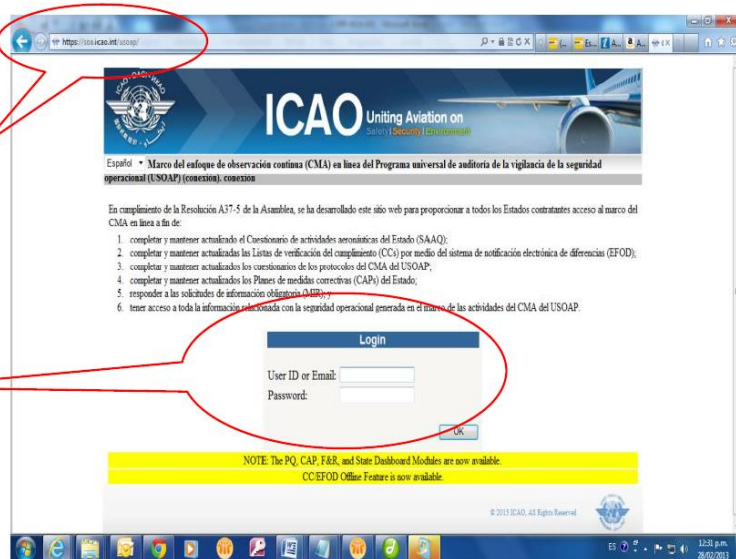 https://soa.icao.int/usoap/
ICAO Uniting Aviation on
Safety | Security | Environment
Español
Marco del enfoque de observación continua (CMA) en línea del Programa universal de auditoría de la vigilancia de la seguridad
operacional (USOAP) (conexión). conexión
En cumplimiento de la Resolución A37-5 de la Asamblea, se ha desarrollado este sitio web para proporcionar a todos los Estados contratantes acceso al marco del
CMA en línea a fin de:
1. completar y mantener actualizado el Cuestionario de actividades aeronáuticas del Estado (SAAQ);
2. completar y mantener actualizadas las Listas de verificación del cumplimiento (CCs) por medio del sistema de notificación electrónica de diferencias (EFOD);
3. completar y mantener actualizados los cuestionarios de los protocolos del CMA del USOAP;
4. completar y mantener actualizados los Planes de medidas correctivas (CAPs) del Estado;
5. responder a las solicitudes de información obligatoria (MIR); y
6. tener acceso a toda la información relacionada con la seguridad operacional generada en el marco de las actividades del CMA del USOAP.
Login
User ID or Email:
Password:
OK
NOTE: The PQ, CAP, F&R, and State Dashboard Modules are now available.
CC/EFOD Offline Feature is now available.
© 2013 ICAO, All Rights Reserved
ES
12:31 p.m.
28/02/2013